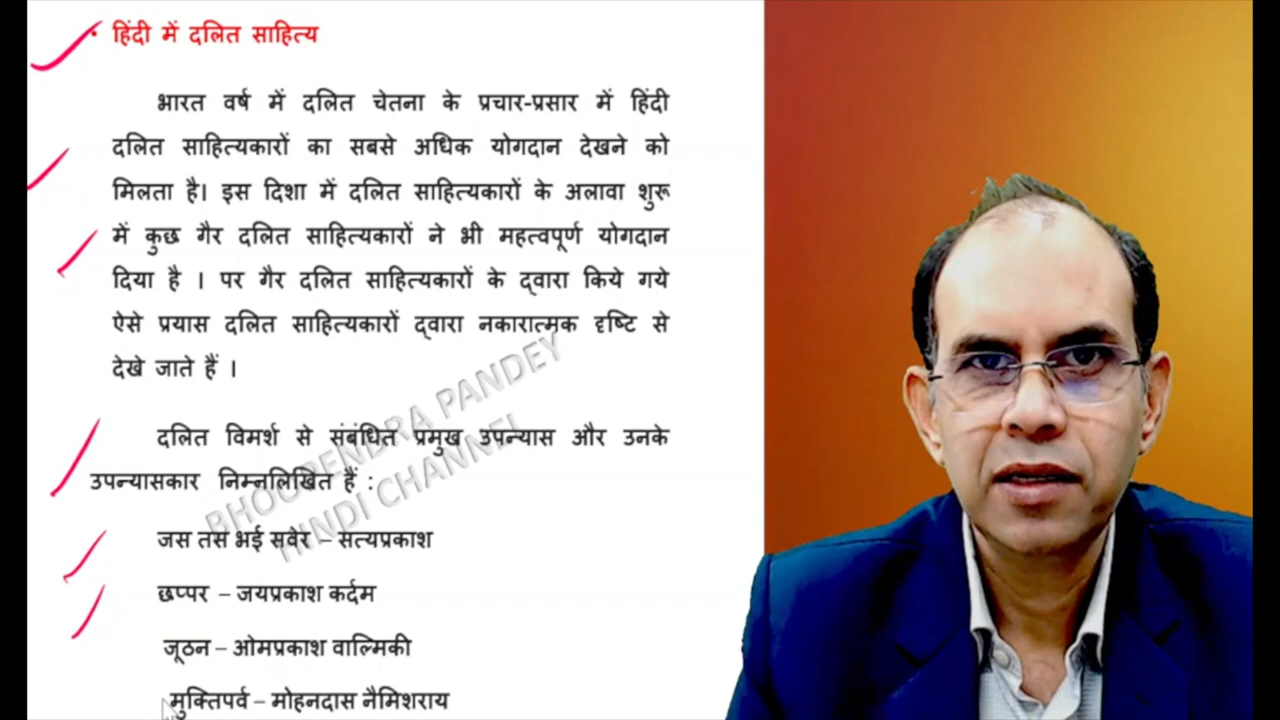 • हिंदी में दलित साहित्य
भारत वर्ष में दलित चेतना के प्रचार-प्रसार में हिंदी
दलित साहित्यकारों का सबसे अधिक योगदान देखने को
मिलता है। इस दिशा में दलित साहित्यकारों के अलावा शुरू
में कुछ गैर दलित साहित्यकारों ने भी महत्वपूर्ण योगदान
दिया है । पर गैर दलित साहित्यकारों के द्वारा किये गये
ऐसे प्रयास दलित साहित्यकारों द्वारा नकारात्मक दृष्टि से
देखे जाते हैं ।
दलित विमर्श से संबंधित प्रमुख उपन्यास और उनके
उपन्यासकार निम्नलिखित हैं :
जस तस भई सवेर – सत्यप्रकाश
छप्पर – जयप्रकाश कर्दम
जूठन – ओमप्रकाश वाल्मिकी
मुक्तिपर्व – मोहनदास नैमिशराय
BHOOPENDRA PANDEY
HINDI CHANNEL